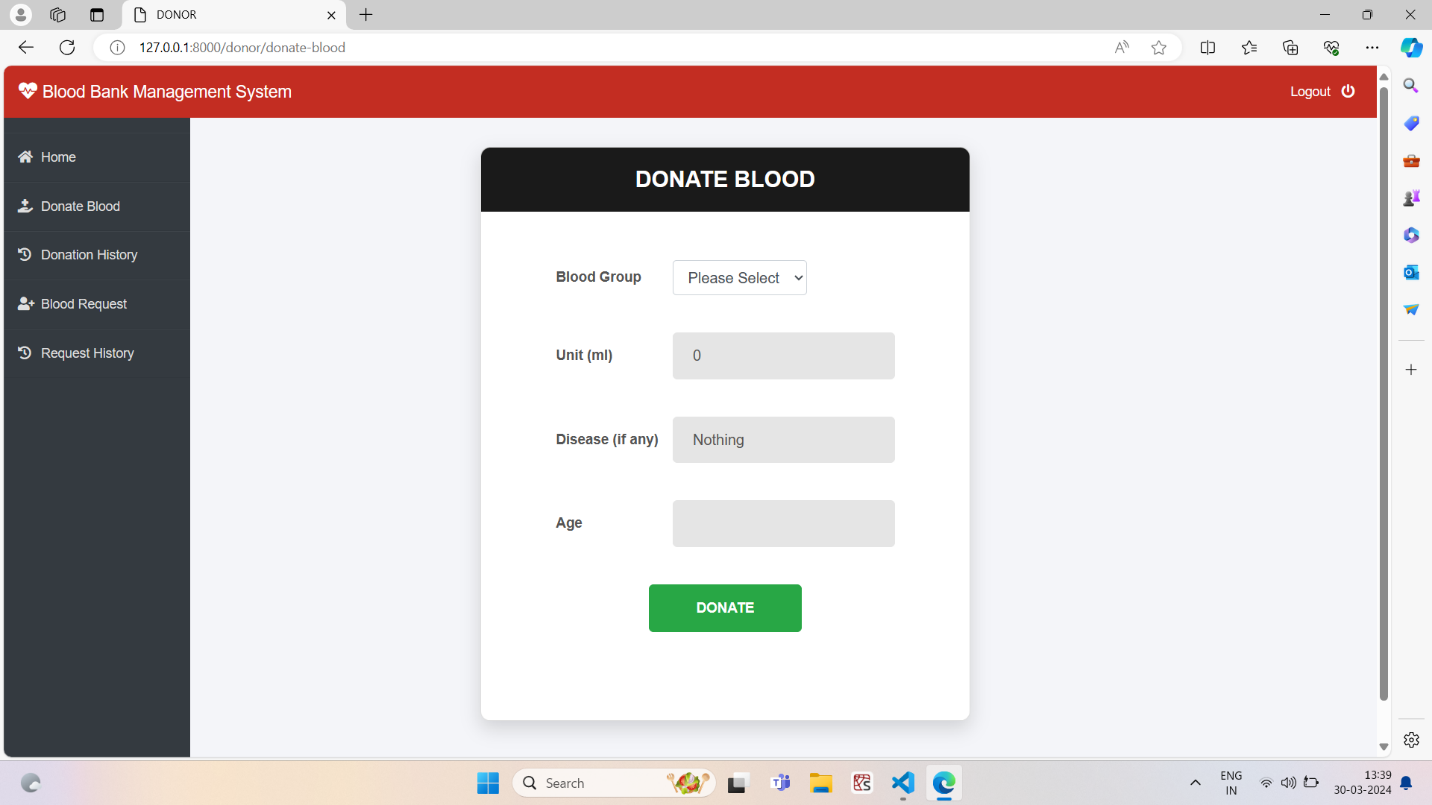 DONOR
127.0.0.1:8000/donor/donate-blood
Blood Bank Management System
Logout
Home
Donate Blood
Donation History
Blood Request
Request History
DONATE BLOOD
Blood Group
Please Select
Unit (ml)
0
Disease (if any)
Nothing
Age
DONATE
Search
ENG
IN
13:39
30-03-2024